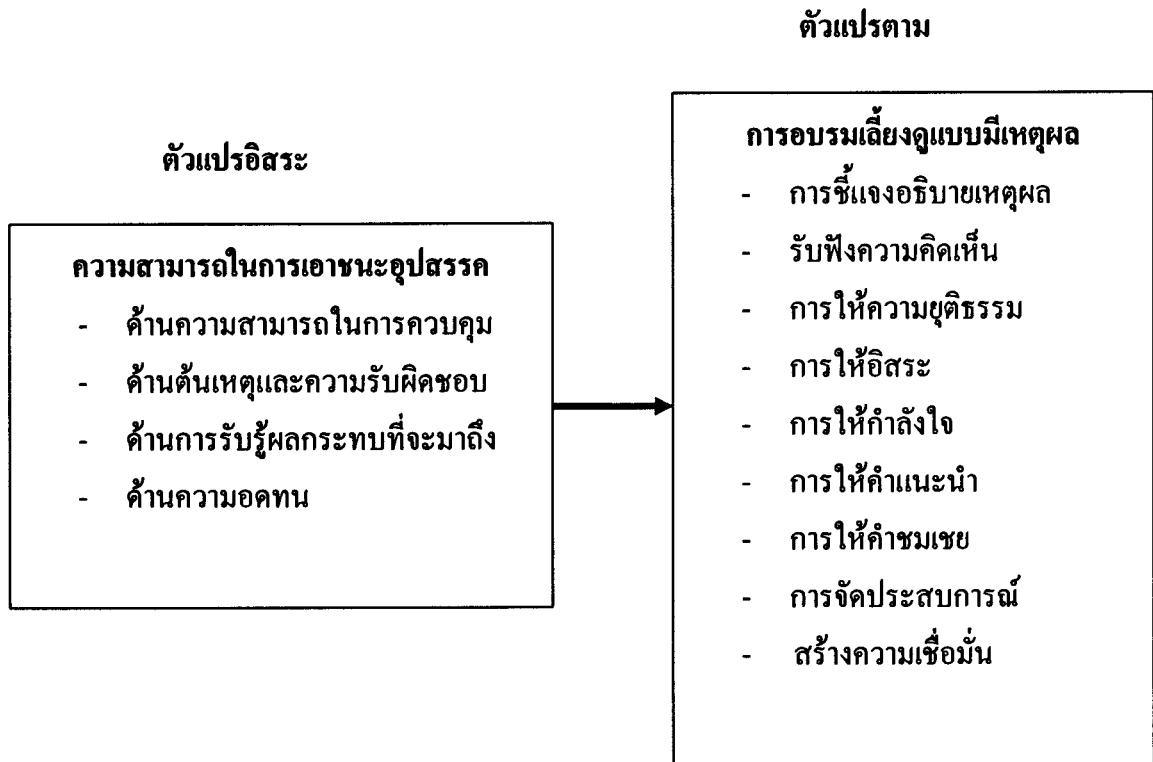 ตัวแปรอิสระ
ความสามารถในการเอาชนะอุปสรรค
- ด้านความสามารถในการควบคุม
- ด้านต้นเหตุและความรับผิดชอบ
- ด้านการรับรู้ผลกระทบที่จะมาถึง
- ด้านความอดทน
ตัวแปรตาม
การอบรมเลี้ยงดูแบบมีเหตุผล
- การชี้แจงอธิบายเหตุผล
- รับฟังความคิดเห็น
- การให้ความยุติธรรม
- การให้อิสระ
- การให้กำลังใจ
- การให้คำแนะนำ
- การให้คำชมเชย
- การจัดประสบการณ์
- สร้างความเชื่อมั่น